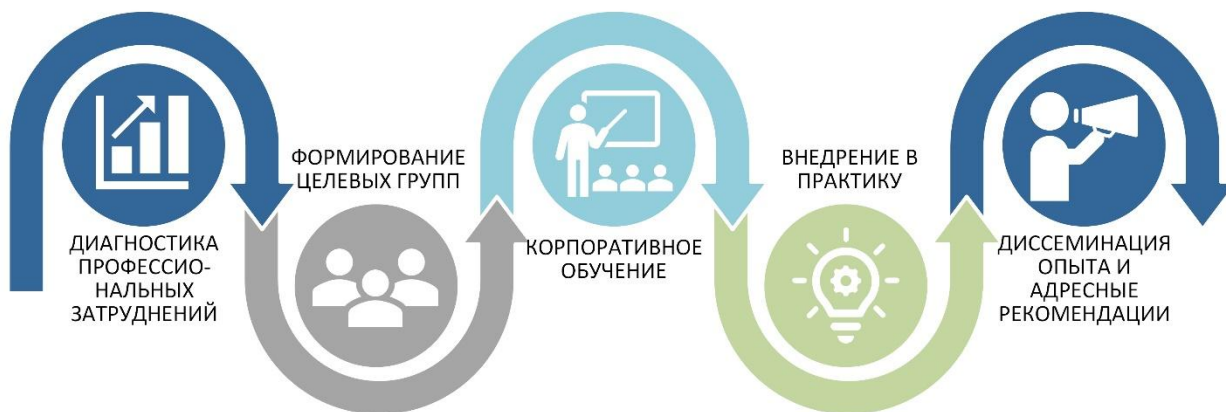 ДИАГНОСТИКА
ПРОФЕССИО-
НАЛЬНЫХ
ЗАТРУДНЕНИЙ
ФОРМИРОВАНИЕ
ЦЕЛЕВЫХ ГРУПП
КОРПОРАТИВНОЕ
ОБУЧЕНИЕ
ВНЕДРЕНИЕ В
ПРАКТИКУ
ДИССЕМИНАЦИЯ
ОПЫТА И
АДРЕСНЫЕ
РЕКОМЕНДАЦИИ